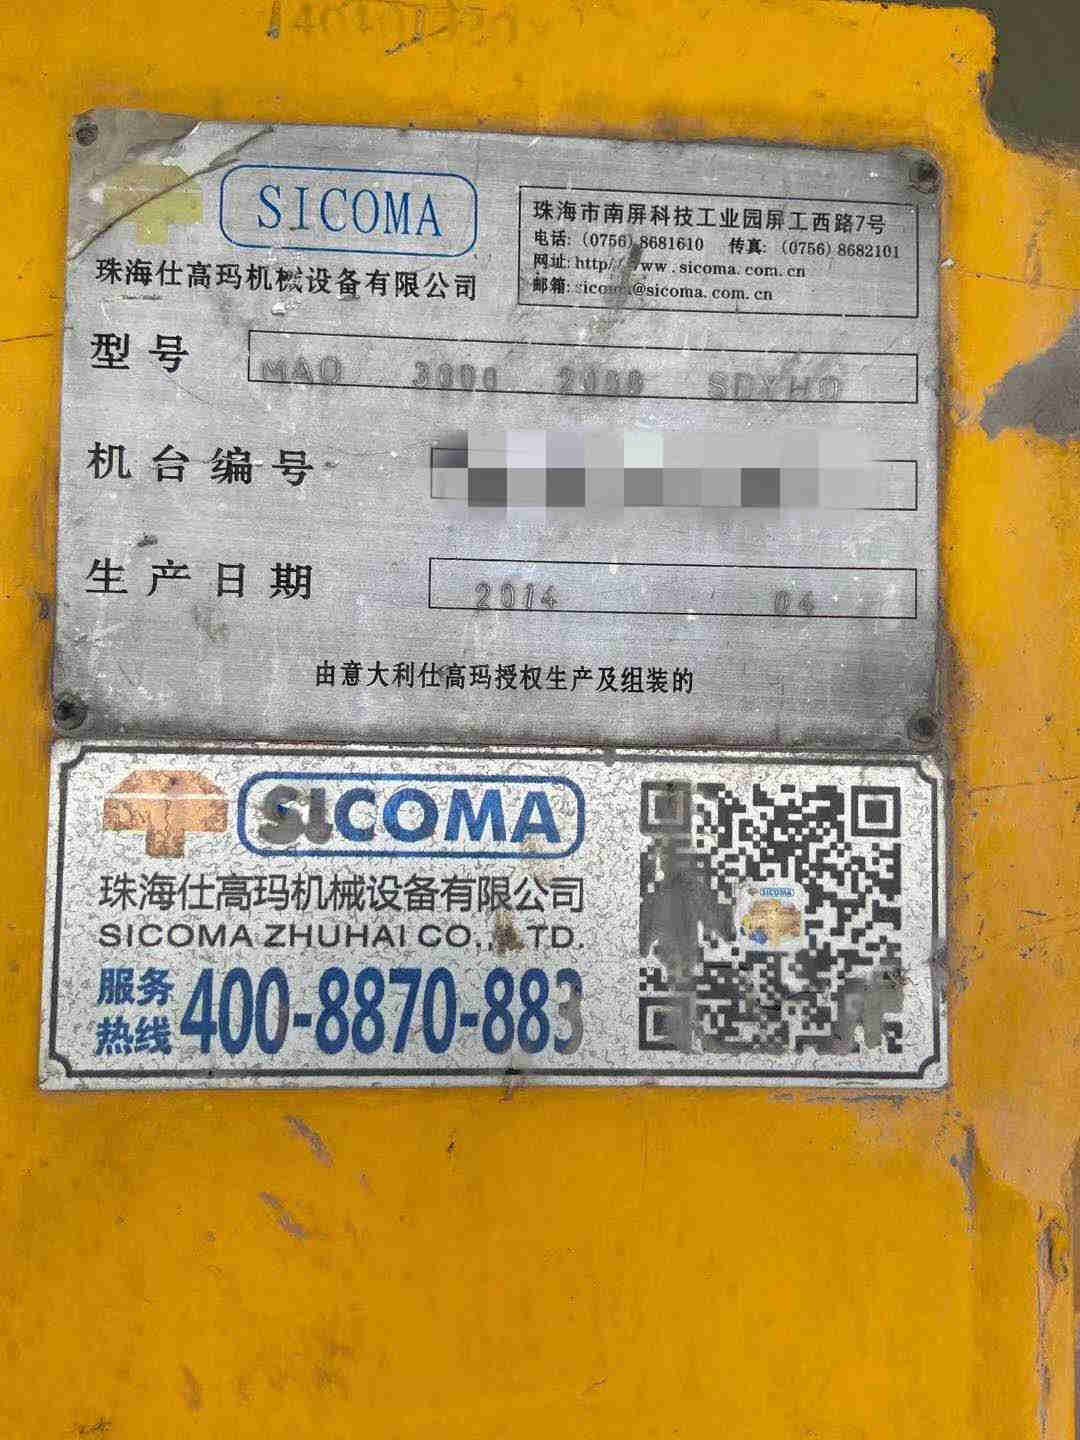 SICOMA
珠海仕高玛机械设备有限公司
珠海市南屏科技工业园屏工西路7号
电话: (0756) 8681610 传真: (0756) 8682101
网址: http://www.sicoma.com.cn
邮箱: sicoma@sicoma.com.cn
型号 MAO 3000 2000 SDYHO
机台编号
生产日期 2014 04
由意大利仕高玛授权生产及组装的
SICOMA
珠海仕高玛机械设备有限公司
SICOMA ZHUHAI CO., LTD.
服务热线 400-8870-883
SICOMA